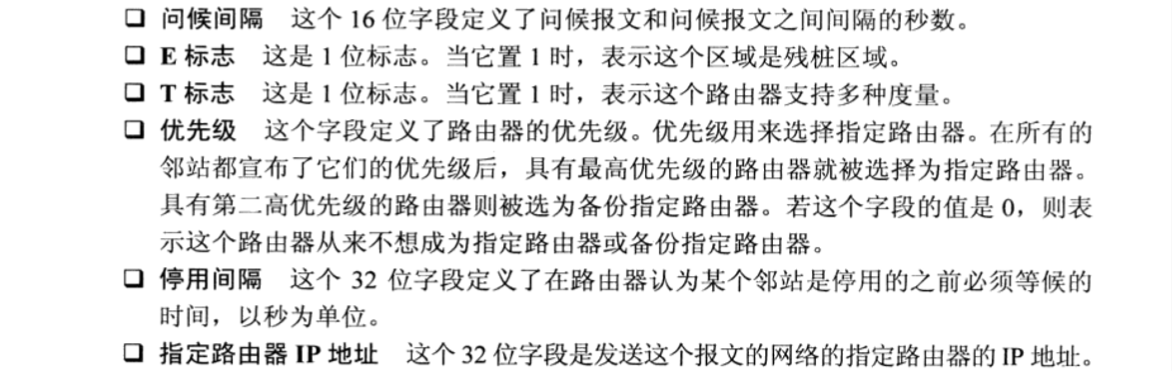 ❑ 问候间隔 这个 16 位字段定义了问候报文和问候报文之间间隔的秒数。
❑ E 标志 这是 1 位标志。当它置 1 时，表示这个区域是残桩区域。
❑ T 标志 这是 1 位标志。当它置 1 时，表示这个路由器支持多种度量。
❑ 优先级 这个字段定义了路由器的优先级。优先级用来选择指定路由器。在所有的
邻站都宣布了它们的优先级后，具有最高优先级的路由器就被选择为指定路由器。
具有第二高优先级的路由器则被选为备份指定路由器。若这个字段的值是 0，则表
示这个路由器从来不想成为指定路由器或备份指定路由器。
❑ 停用间隔 这个 32 位字段定义了在路由器认为某个邻站是停用的之前必须等候的
时间，以秒为单位。
❑ 指定路由器 IP 地址 这个 32 位字段是发送这个报文的网络的指定路由器的 IP 地址。